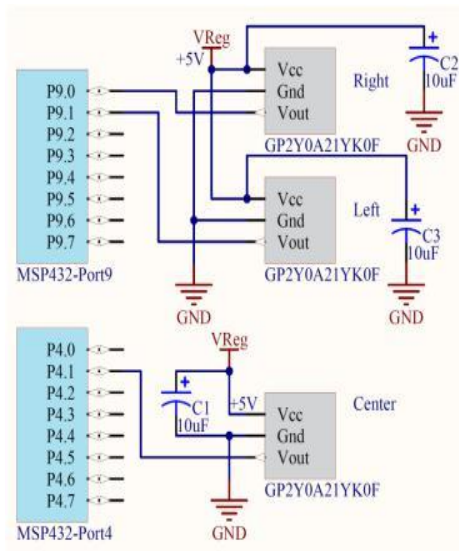 VReg
+5V
C2
10uF
GND
P9.0
P9.1
P9.2
P9.3
P9.4
P9.5
P9.6
P9.7
MSP432-Port9
Vcc
Gnd
Vout
Right
GP2Y0A21YK0F
Vcc
Gnd
Vout
Left
GP2Y0A21YK0F
C3
10uF
GND
GND
P4.0
P4.1
P4.2
P4.3
P4.4
P4.5
P4.6
P4.7
MSP432-Port4
VReg
+5V
C1
10uF
Vcc
Gnd
Vout
Center
GP2Y0A21YK0F
GND